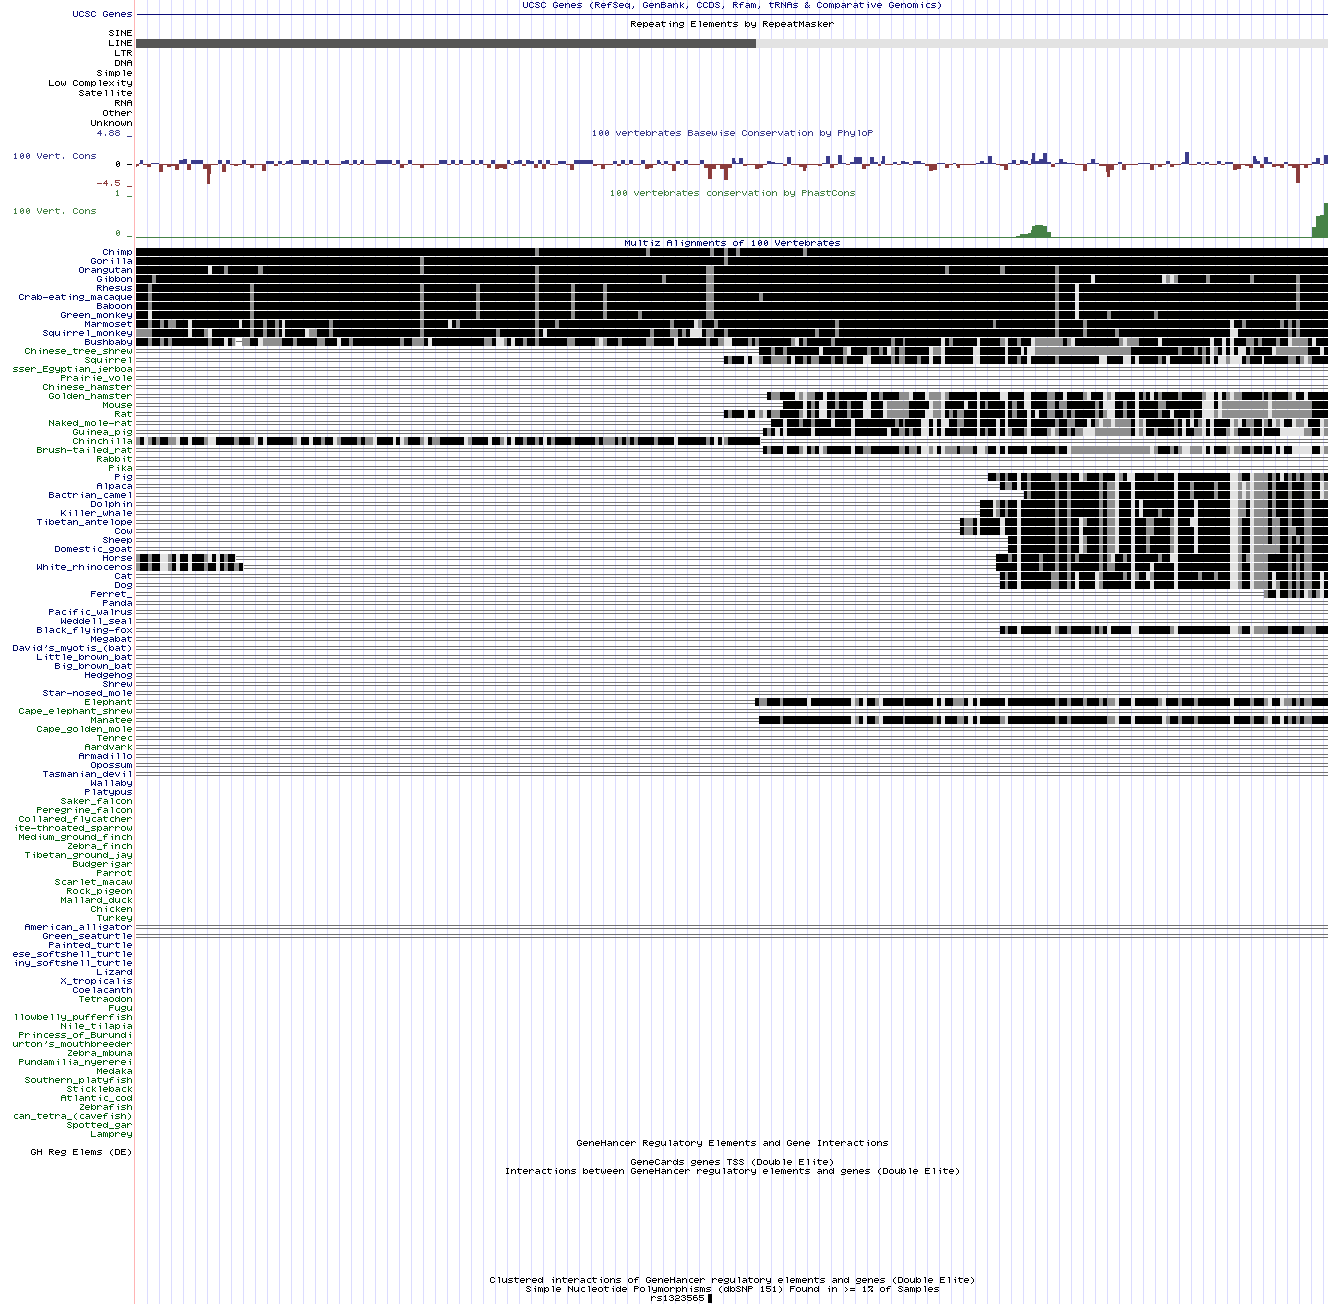 UCSC Genes (RefSeq, GenBank, CCDS, Rfam, tRNAs & Comparative Genomics)
UCSC Genes
Repeating Elements by RepeatMasker
SINE
LINE
LTR
DNA
Simple
Low Complexity
Satellite
RNA
Other
Unknown
4.88 _
100 vertebrates Basewise Conservation by PhyloP
100 Vert. Cons
0 _
-4.5 _
1 _
100 vertebrates conservation by PhastCons
100 Vert. Cons
0 _
Multiz Alignments of 100 Vertebrates
Chimp
Gorilla
Orangutan
Gibbon
Rhesus
Crab-eating_macaque
Baboon
Green_monkey
Marmoset
Squirrel_monkey
Bushbaby
Chinese_tree_shrew
Squirrel
sser_Egyptian_jerboa
Prairie_vole
Chinese_hamster
Golden_hamster
Mouse
Rat
Naked_mole-rat
Guinea_pig
Chinchilla
Brush-tailed_rat
Rabbit
Pika
Pig
Alpaca
Bactrian_camel
Dolphin
Killer_whale
Tibetan_antelope
Cow
Sheep
Domestic_goat
Horse
White_rhinoceros
Cat
Dog
Ferret_
Panda
Pacific_walrus
Weddell_seal
Black_flying-fox
Megabat
David's_myotis_(bat)
Little_brown_bat
Big_brown_bat
Hedgehog
Shrew
Star-nosed_mole
Elephant
Cape_elephant_shrew
Manatee
Cape_golden_mole
Tenrec
Aardvark
Armadillo
Opossum
Tasmanian_devil
Wallaby
Platypus
Saker_falcon
Peregrine_falcon
Collared_flycatcher
ite-throated_sparrow
Medium_ground_finch
Zebra_finch
Tibetan_ground_jay
Budgerigar
Parrot
Scarlet_macaw
Rock_pigeon
Mallard_duck
Chicken
Turkey
American_alligator
Green_seaturtle
Painted_turtle
ese_softshell_turtle
iny_softshell_turtle
Lizard
X_tropicalis
Coelacanth
Tetraodon
Fugu
llowbelly_pufferfish
Nile_tilapia
Princess_of_Burundi
urton's_mouthbreeder
Zebra_mbuna
Pundamilia_nyererei
Medaka
Southern_platyfish
Stickleback
Atlantic_cod
Zebrafish
can_tetra_(cavefish)
Spotted_gar
Lamprey
GeneHancer Regulatory Elements and Gene Interactions
GH Reg Elems (DE)
GeneCards genes TSS (Double Elite)
Interactions between GeneHancer regulatory elements and genes (Double Elite)
Clustered interactions of GeneHancer regulatory elements and genes (Double Elite)
Simple Nucleotide Polymorphisms (dbSNP 151) Found in >= 1% of Samples
rs1323565